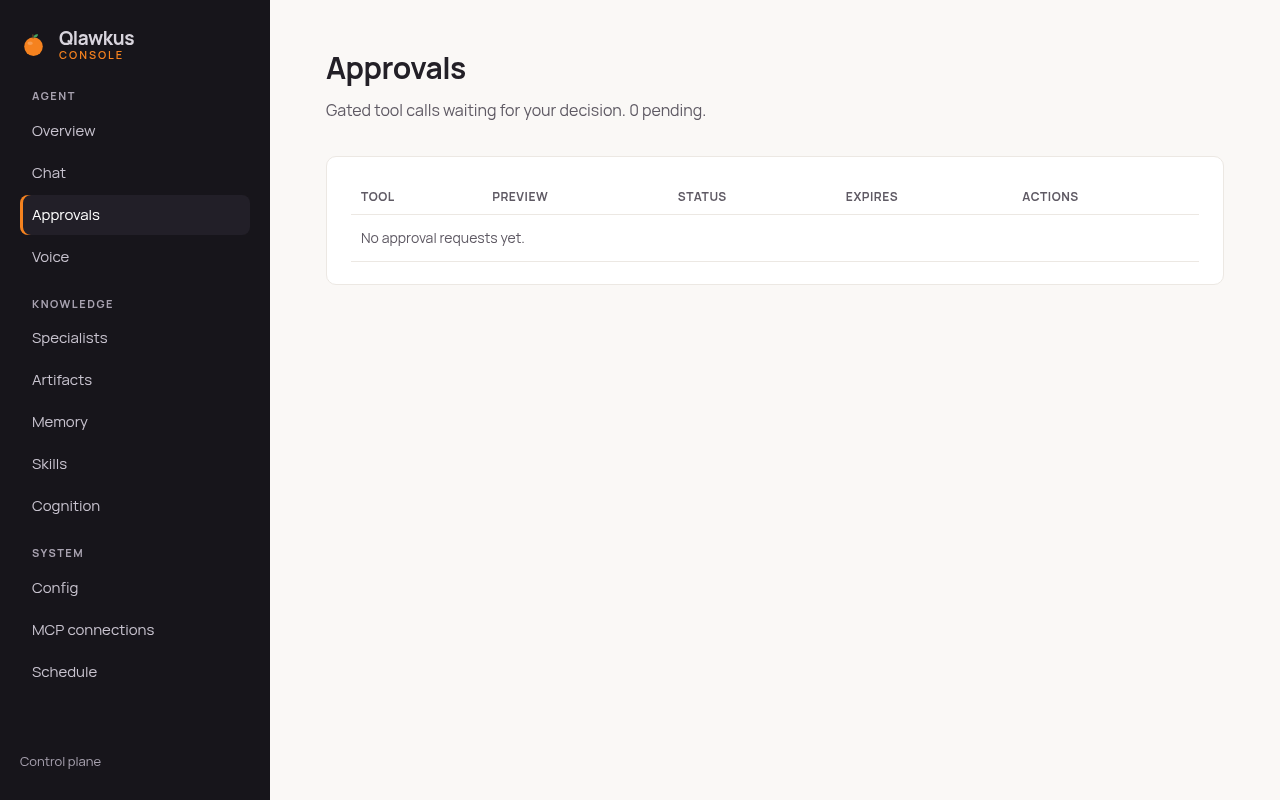 Qlawkus
CONSOLE
AGENT
Overview
Chat
Approvals
Voice
KNOWLEDGE
Specialists
Artifacts
Memory
Skills
Cognition
SYSTEM
Config
MCP connections
Schedule
Control plane
Approvals
Gated tool calls waiting for your decision. 0 pending.
TOOL PREVIEW STATUS EXPIRES ACTIONS
No approval requests yet.